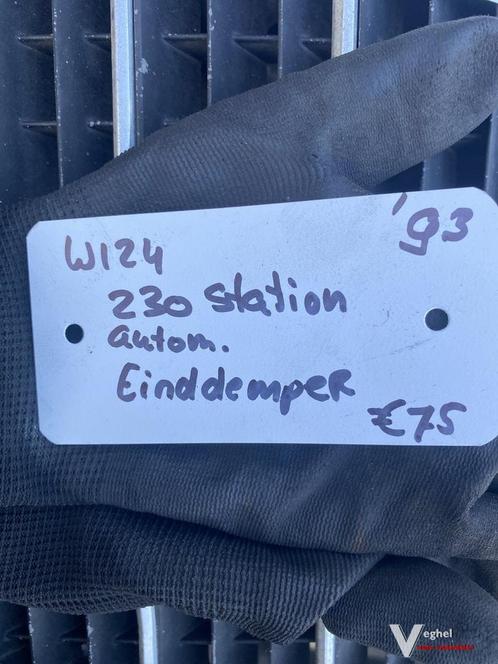 W124 '93
230 Station
autom.
Einddemper
€75
Veghel